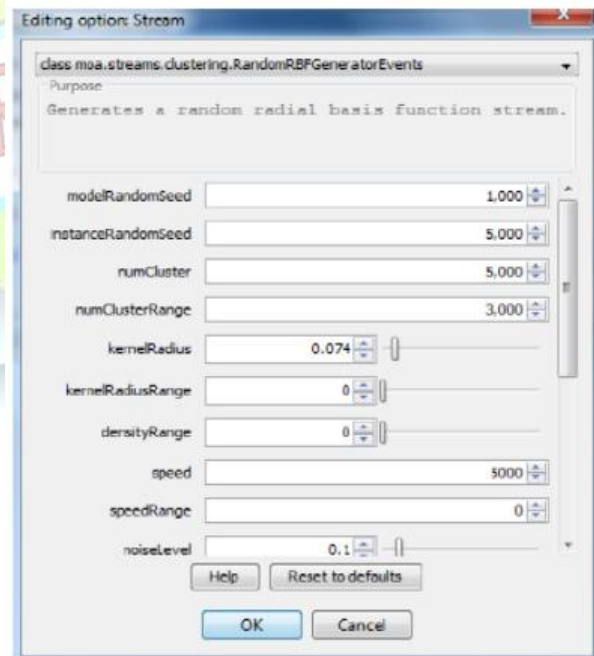 Editing option: Stream
class moa.streams.clustering.RandomRBFGeneratorEvents
Purpose
Generates a random radial basis function stream.
modelRandomSeed 1,000
instanceRandomSeed 5,000
numCluster 5,000
numClusterRange 3,000
kernelRadius 0.074
kernelRadiusRange 0
densityRange 0
speed 5000
speedRange 0
noiseLevel 0.1
Help Reset to defaults
OK Cancel